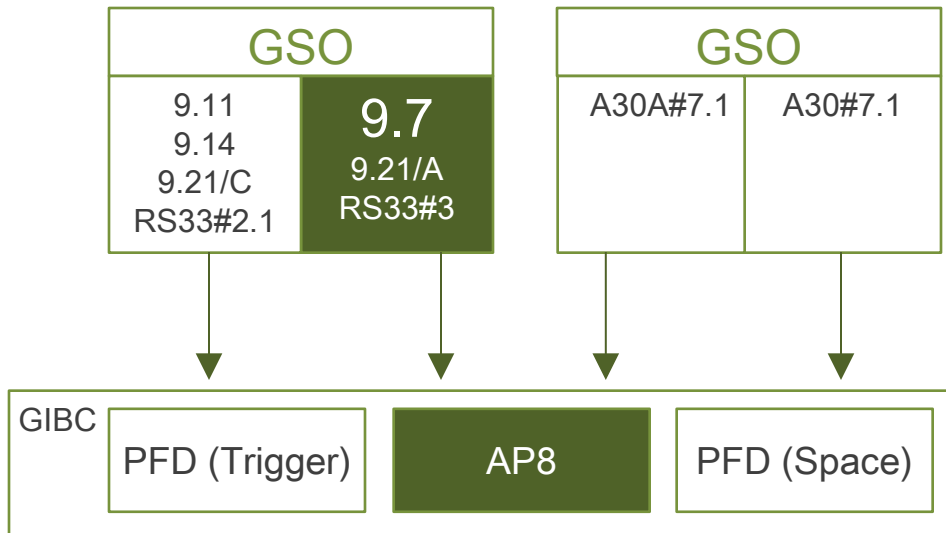 GSO
9.11
9.14
9.21/C
RS33#2.1
9.7
9.21/A
RS33#3
GSO
A30A#7.1
A30#7.1
GIBC
PFD (Trigger)
AP8
PFD (Space)